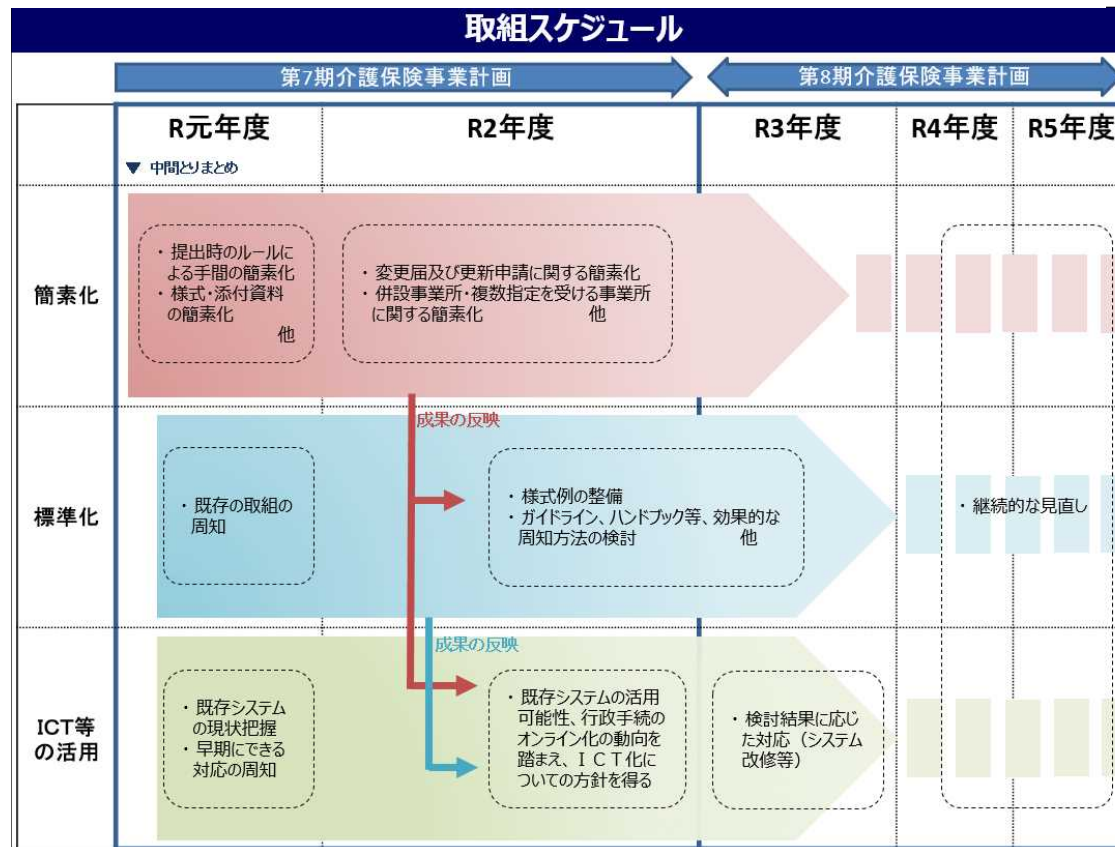 取組スケジュール
第7期介護保険事業計画
第8期介護保険事業計画
R元年度
R2年度
R3年度
R4年度
R5年度
▼ 中間とりまとめ
簡素化
・提出時のルールに
よる手間の簡素化
・様式・添付資料
の簡素化
他
・変更届及び更新申請に関する簡素化
・併設事業所・複数指定を受ける事業所
に関する簡素化 他
成果の反映
標準化
・既存の取組の
周知
・様式例の整備
・ガイドライン、ハンドブック等、効果的な
周知方法の検討 他
・継続的な見直し
成果の反映
ICT等
の活用
・既存システム
の現状把握
・早期にできる
対応の周知
・既存システムの活用
可能性、行政手続の
オンライン化の動向を
踏まえ、ＩＣＴ化に
ついての方針を得る
・検討結果に応じ
た対応（システム
改修等）